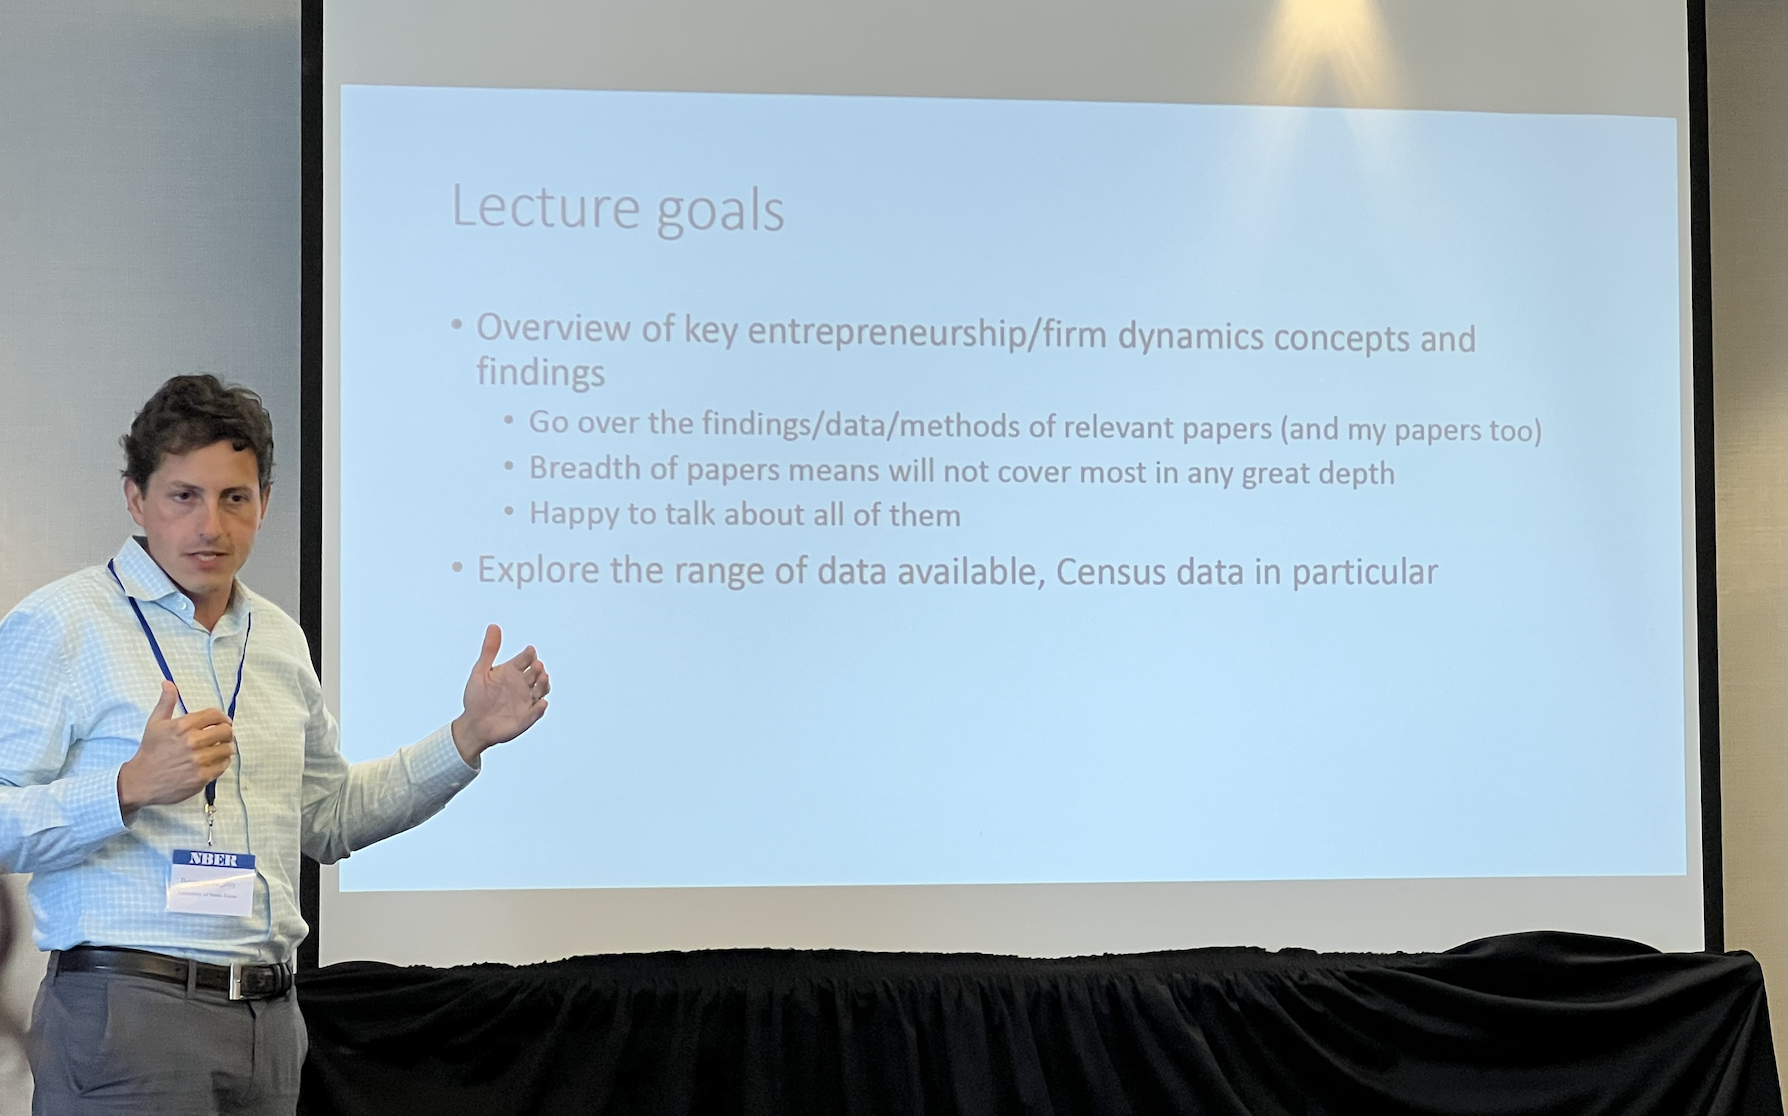 Lecture goals
• Overview of key entrepreneurship/firm dynamics concepts and
findings
• Go over the findings/data/methods of relevant papers (and my papers too)
• Breadth of papers means will not cover most in any great depth
• Happy to talk about all of them
• Explore the range of data available, Census data in particular
NBER